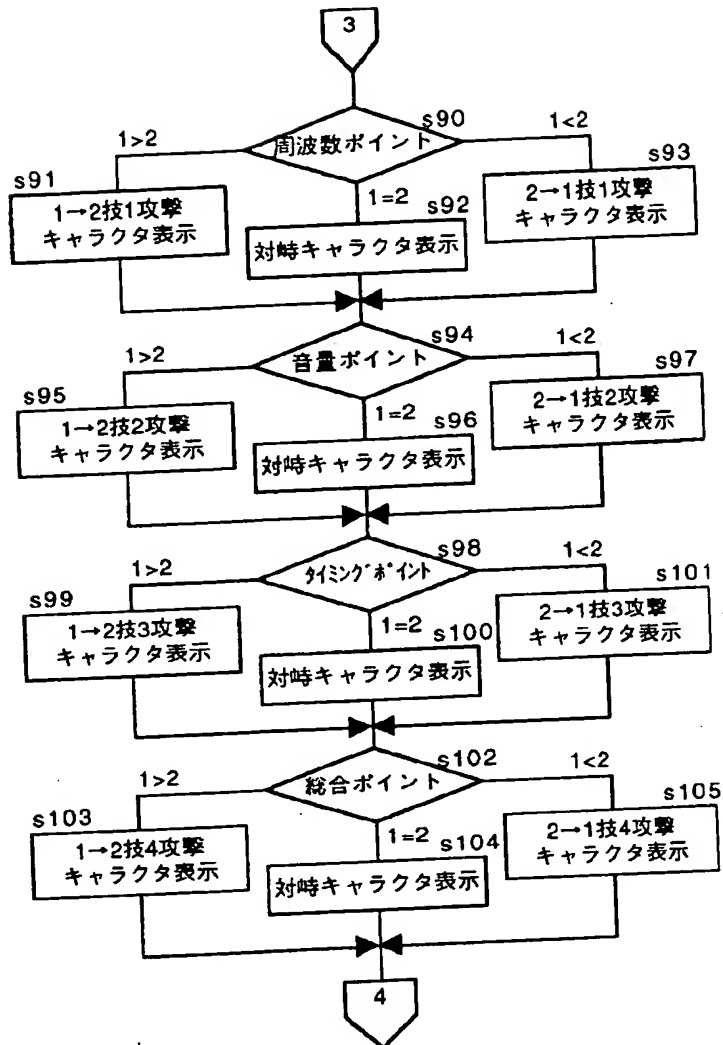 3
s90
周波数ポイント
1>2
1<2
s91
1→2技1攻撃
キャラクタ表示
1=2
s92
対峙キャラクタ表示
s93
2→1技1攻撃
キャラクタ表示
s94
音量ポイント
1>2
1<2
s95
1→2技2攻撃
キャラクタ表示
1=2
s96
対峙キャラクタ表示
s97
2→1技2攻撃
キャラクタ表示
s98
タイミングポイント
1>2
1<2
s99
1→2技3攻撃
キャラクタ表示
1=2
s100
対峙キャラクタ表示
s101
2→1技3攻撃
キャラクタ表示
s102
総合ポイント
1>2
1<2
s103
1→2技4攻撃
キャラクタ表示
1=2
s104
対峙キャラクタ表示
s105
2→1技4攻撃
キャラクタ表示
4